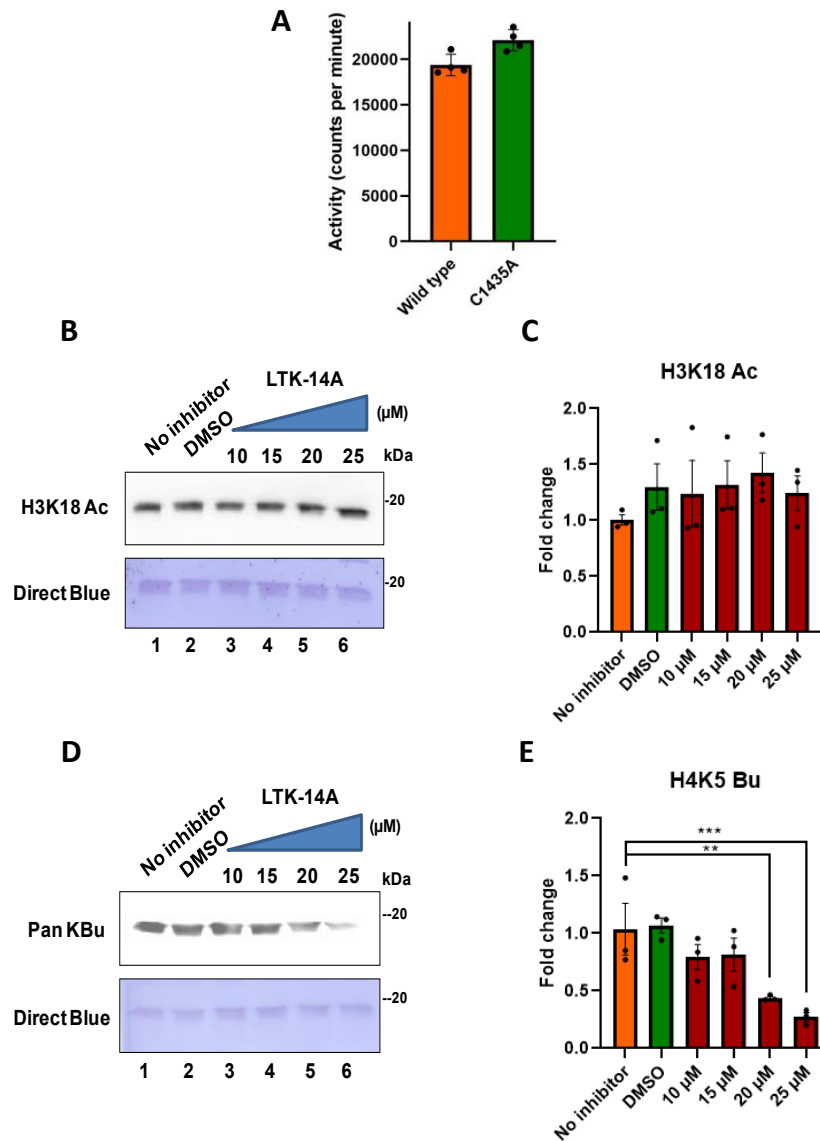 A
Activity (counts per minute)
20000
15000
10000
5000
0
Wild type
C1435A
B
No inhibitor
DMSO
LTK-14A
(µM)
10 15 20 25 kDa
H3K18 Ac
-20
Direct Blue
-20
1 2 3 4 5 6
C
H3K18 Ac
Fold change
2.0
1.5
1.0
0.5
0.0
No inhibitor
DMSO
10 µM
15 µM
20 µM
25 µM
D
No inhibitor
DMSO
LTK-14A
(µM)
10 15 20 25 kDa
Pan KBu
--20
Direct Blue
--20
1 2 3 4 5 6
E
H4K5 Bu
Fold change
2.0
1.5
1.0
0.5
0.0
***
**
No inhibitor
DMSO
10 µM
15 µM
20 µM
25 µM